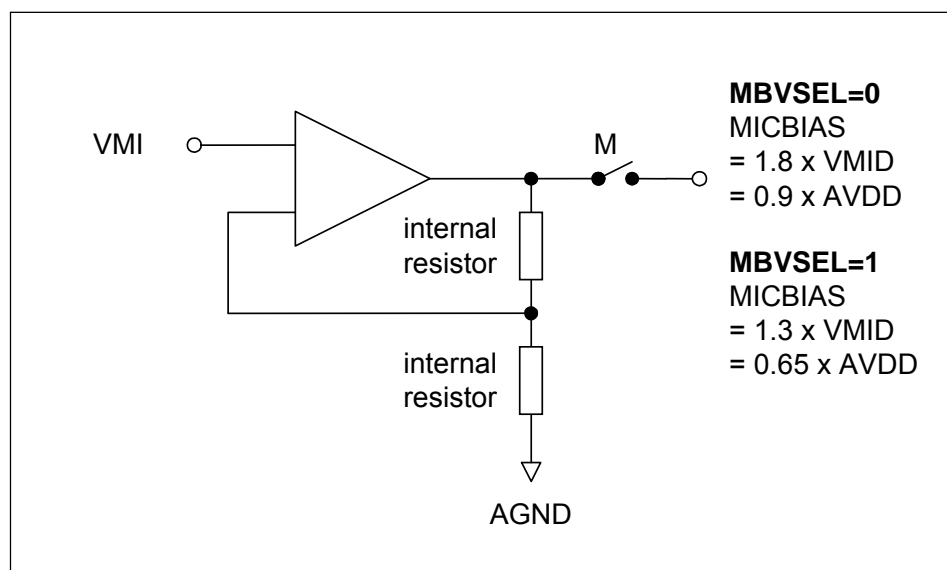 VMI
M
internal
resistor
internal
resistor
AGND
MBVSEL=0
MICBIAS
= 1.8 x VMID
= 0.9 x AVDD
MBVSEL=1
MICBIAS
= 1.3 x VMID
= 0.65 x AVDD